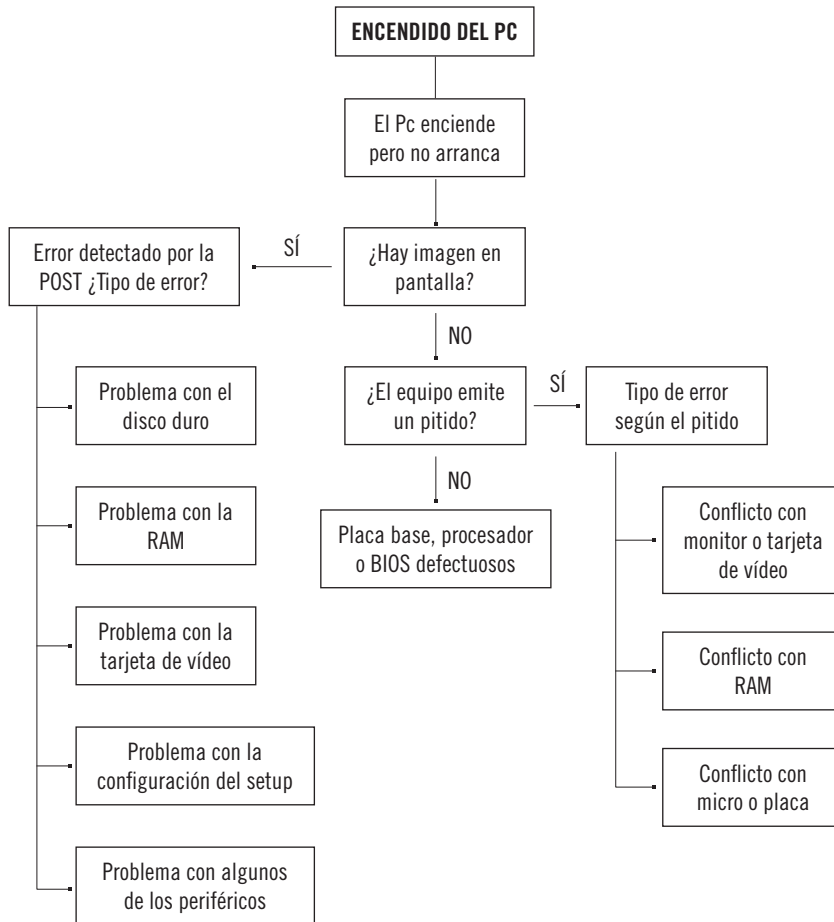 ENCENDIDO DEL PC
El Pc enciende
pero no arranca
¿Hay imagen en
pantalla?
SÍ
Error detectado por la
POST ¿Tipo de error?
Problema con el
disco duro
Problema con la
RAM
Problema con la
tarjeta de vídeo
Problema con la
configuración del setup
Problema con algunos
de los periféricos
NO
¿El equipo emite
un pitido?
NO
Placa base, procesador
o BIOS defectuosos
SÍ
Tipo de error
según el pitido
Conflicto con
monitor o tarjeta
de vídeo
Conflicto con
RAM
Conflicto con
micro o placa